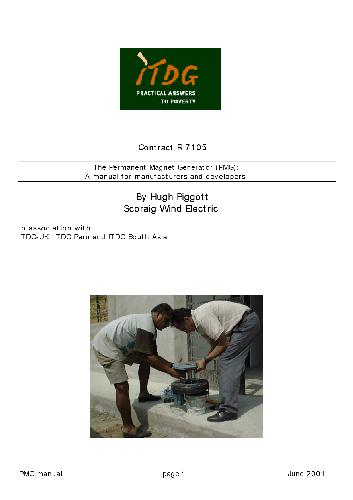 iTDG
PRACTICAL ANSWERS
TO POVERTY
Contract R 7105
The Permanent Magnet Generator (PMG):
A manual for manufacturers and developers
By Hugh Piggott
Scoraig Wind Electric
In association with
ITDG-UK, ITDG Peru and ITDG South Asia
PMG manual page 1 June 2001